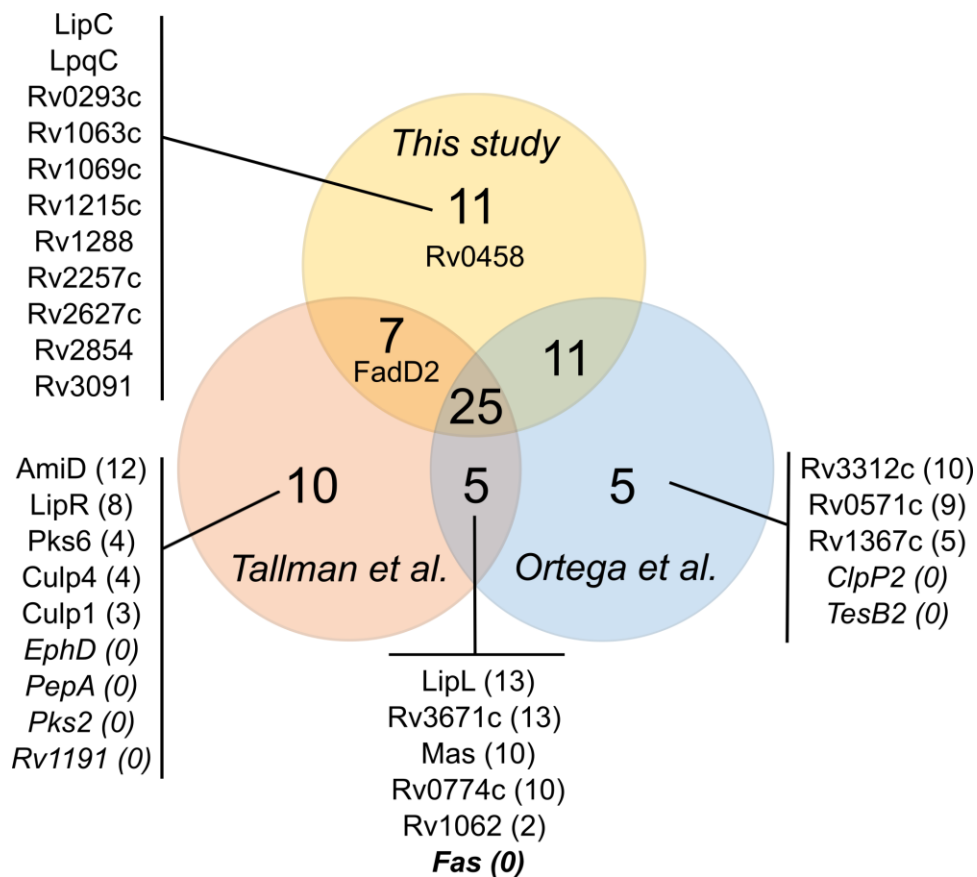 LipC
LpqC
Rv0293c
Rv1063c
Rv1069c
Rv1215c
Rv1288
Rv2257c
Rv2627c
Rv2854
Rv3091
This study
11
Rv0458
7
FadD2
11
25
10
5
5
Tallman et al.
Ortega et al.
AmiD (12)
LipR (8)
Pks6 (4)
Culp4 (4)
Culp1 (3)
EphD (0)
PepA (0)
Pks2 (0)
Rv1191 (0)
LipL (13)
Rv3671c (13)
Mas (10)
Rv0774c (10)
Rv1062 (2)
Fas (0)
Rv3312c (10)
Rv0571c (9)
Rv1367c (5)
ClpP2 (0)
TesB2 (0)